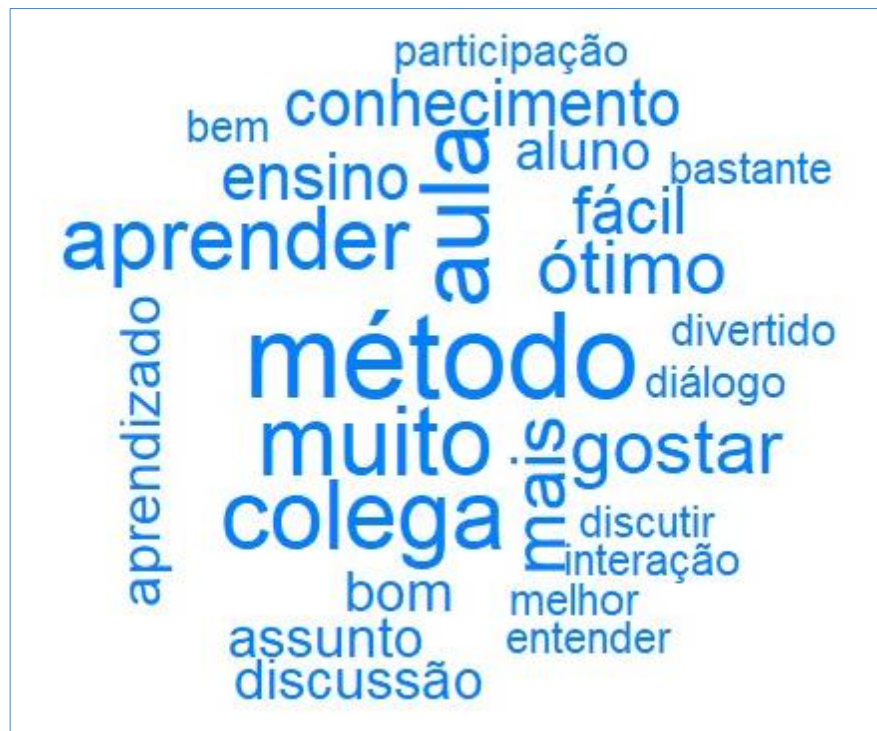 participação
conhecimento
bem
aula
aluno
bastante
ensino
fácil
aprender
ótimo
aprendizado
método
divertido
diálogo
muito
mais
gostar
colega
discutir
interação
bom
melhor
assunto
entender
discussão